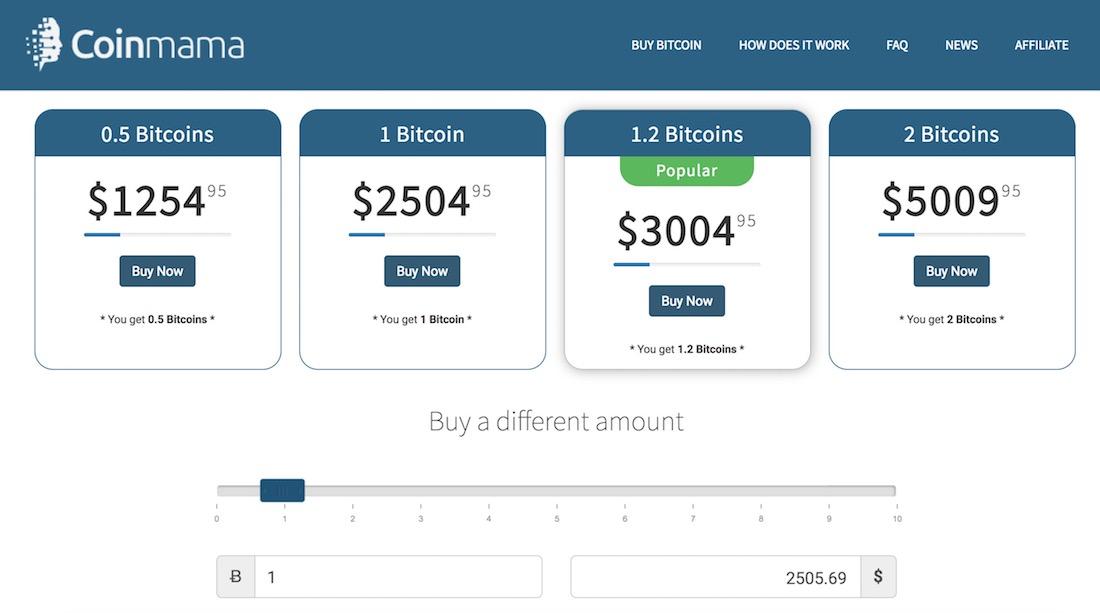 Coinmama
BUY BITCOIN HOW DOES IT WORK FAQ NEWS AFFILIATE
0.5 Bitcoins
$1254 95
Buy Now
* You get 0.5 Bitcoins *
1 Bitcoin
$2504 95
Buy Now
* You get 1 Bitcoin *
1.2 Bitcoins
Popular
$3004 95
Buy Now
* You get 1.2 Bitcoins *
2 Bitcoins
$5009 95
Buy Now
* You get 2 Bitcoins *
Buy a different amount
0 1 2 3 4 5 6 7 8 9 10
Ƀ 1 2505.69 $